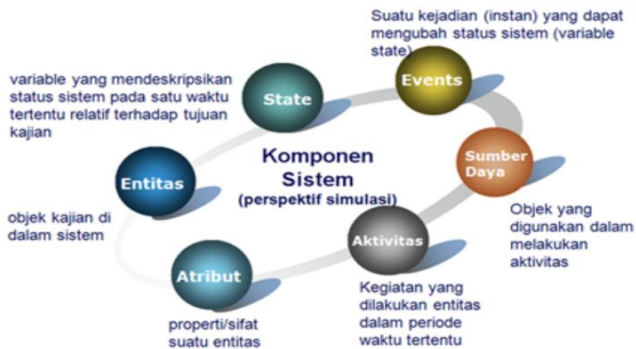 Suatu kejadian (instan) yang dapat
mengubah status sistem (variable
state)
Events
variable yang mendeskripsikan
status sistem pada satu waktu
tertentu relatif terhadap tujuan
kajian
State
Komponen
Sistem
(perspektif simulasi)
Sumber
Daya
Objek yang
digunakan dalam
melakukan
aktivitas
Entitas
objek kajian di
dalam sistem
Aktivitas
Kegiatan yang
dilakukan entitas
dalam periode
waktu tertentu
Atribut
properti/sifat
suatu entitas